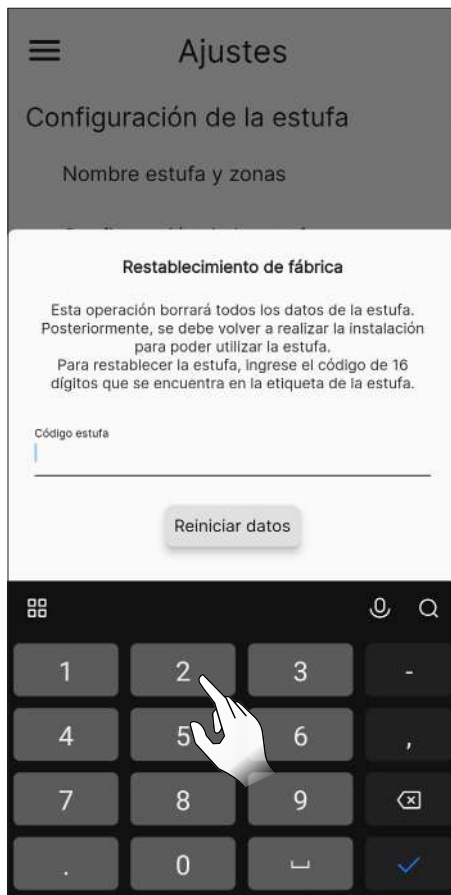 Ajustes
Configuración de la estufa
Nombre estufa y zonas
Restablecimiento de fábrica
Esta operación borrará todos los datos de la estufa.
Posteriormente, se debe volver a realizar la instalación
para poder utilizar la estufa.
Para restablecer la estufa, ingrese el código de 16
dígitos que se encuentra en la etiqueta de la estufa.
Código estufa
Reiniciar datos
1 2 3 -
4 5 6 ,
7 8 9
. 0